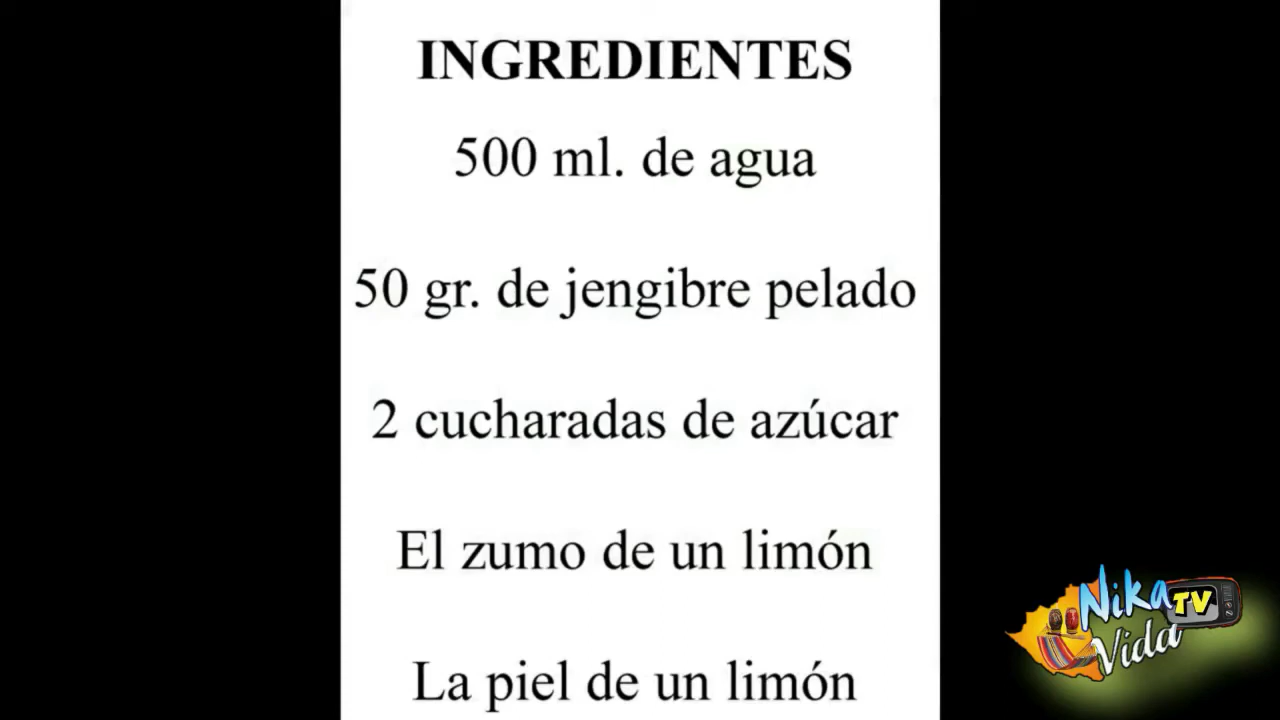 INGREDIENTES
500 ml. de agua
50 gr. de jengibre pelado
2 cucharadas de azúcar
El zumo de un limón
La piel de un limón
Nika TV
Vida